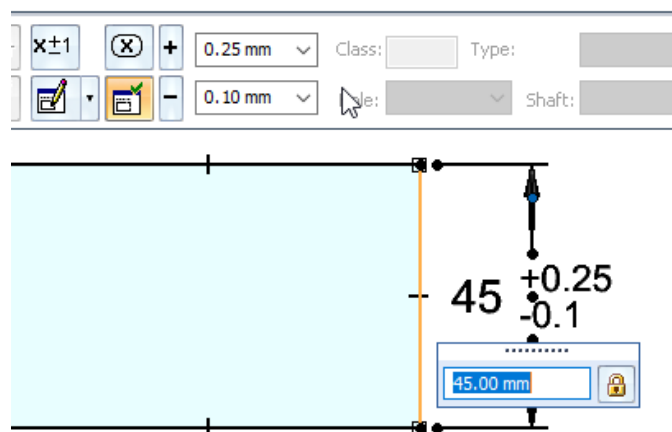 x±1 (x) + 0.25 mm Class: Type:
− 0.10 mm Shaft:
45 +0.25
-0.1
45.00 mm